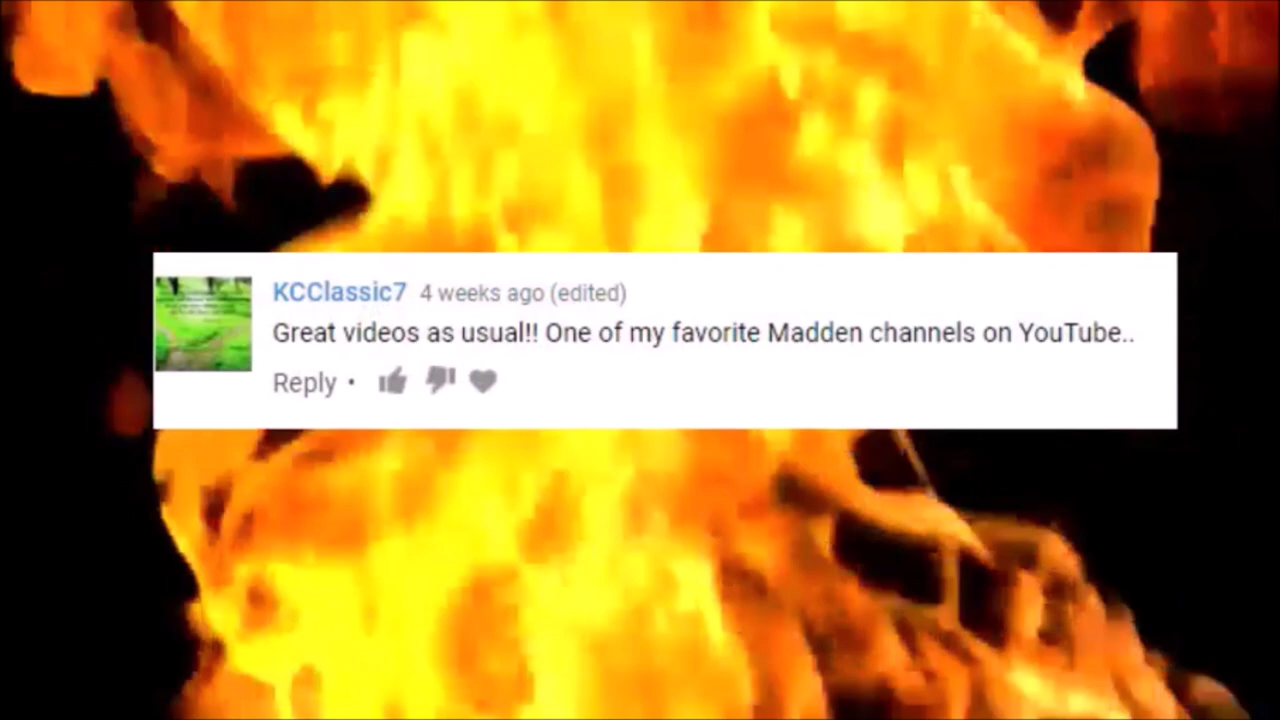 KCClassic7 4 weeks ago (edited)
Great videos as usual!! One of my favorite Madden channels on YouTube..
Reply •